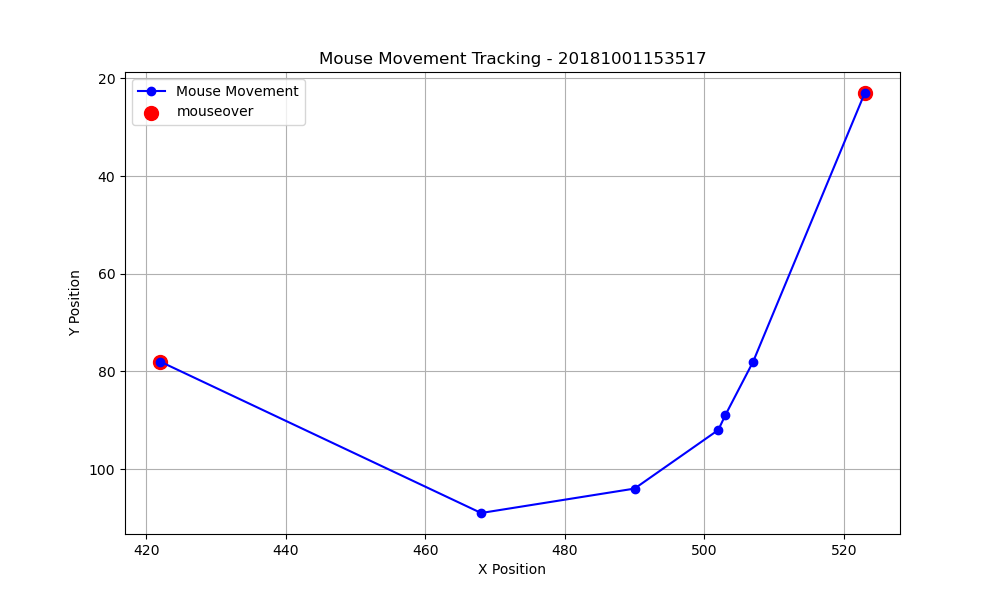 Mouse Movement Tracking - 20181001153517
Mouse Movement
mouseover
20
40
60
80
100
Y Position
420 440 460 480 500 520
X Position